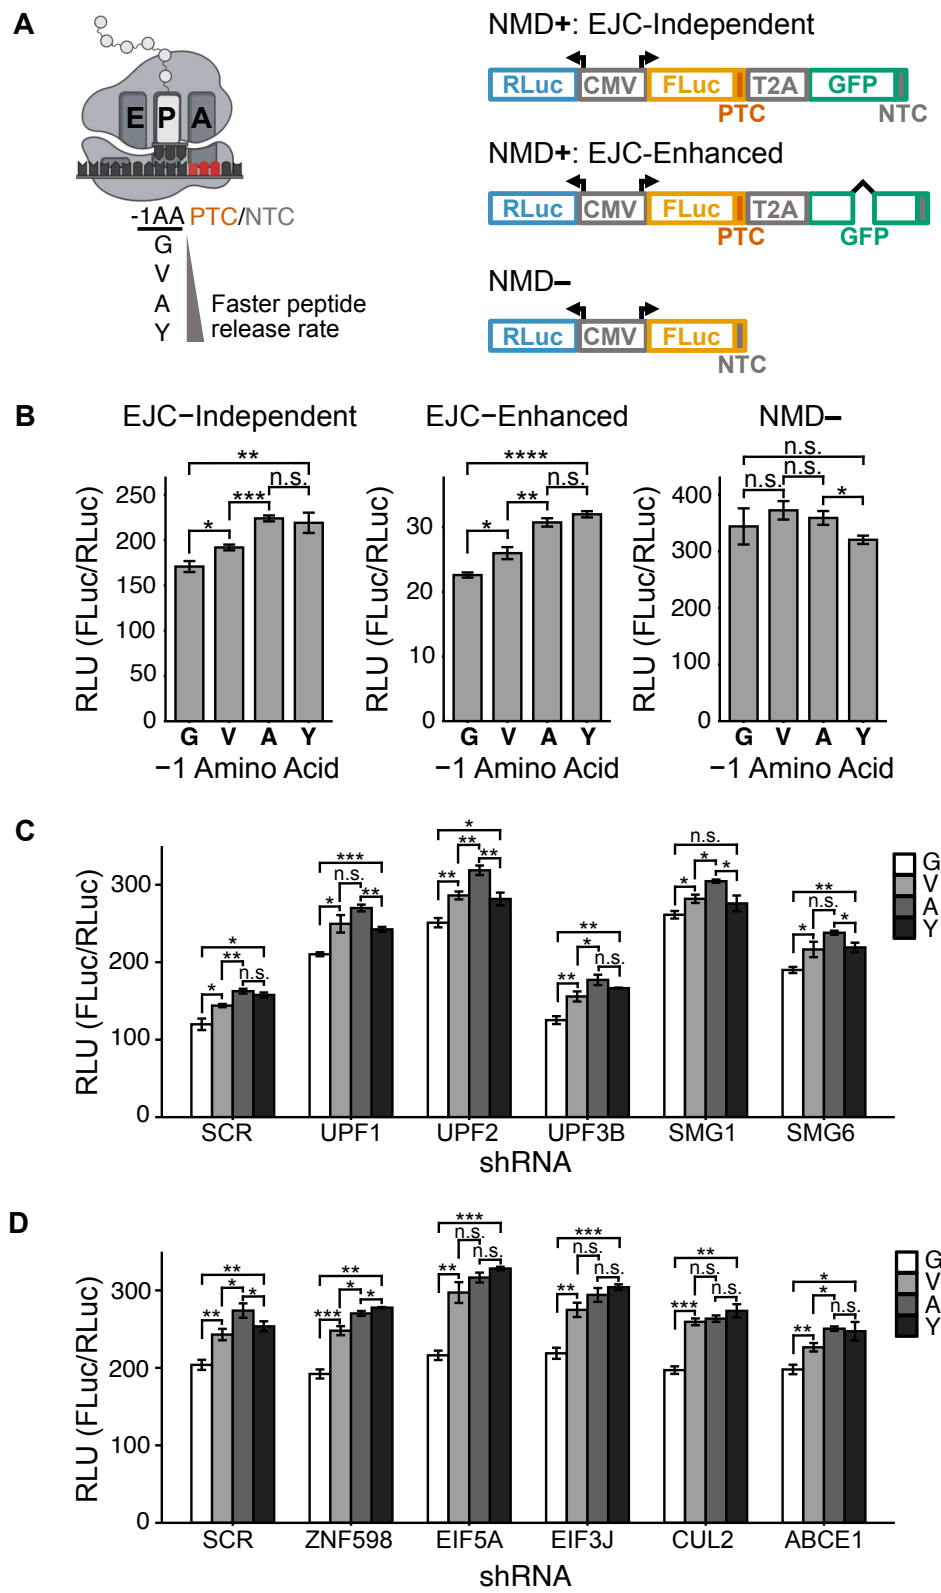 A
E P A
-1AA PTC/NTC
G
V
A
Y
Faster peptide
release rate
NMD+: EJC-Independent
RLuc CMV FLuc T2A GFP
PTC NTC
NMD+: EJC-Enhanced
RLuc CMV FLuc T2A
PTC GFP
NMD−
RLuc CMV FLuc
NTC
B
EJC−Independent
RLU (FLuc/RLuc)
250
200
150
100
50
0
**
n.s.
***
*
G V A Y
−1 Amino Acid
EJC−Enhanced
RLU (FLuc/RLuc)
30
20
10
0
****
n.s.
**
*
G V A Y
−1 Amino Acid
NMD−
RLU (FLuc/RLuc)
400
300
200
100
0
n.s.
n.s.
n.s. *
G V A Y
−1 Amino Acid
C
RLU (FLuc/RLuc)
300
200
100
0
*
**
n.s.
*
***
n.s.
* **
*
**
** **
**
*
n.s.
**
n.s.
*
* *
**
n.s.
* *
SCR UPF1 UPF2 UPF3B SMG1 SMG6
shRNA
G
V
A
Y
D
RLU (FLuc/RLuc)
300
200
100
0
**
*
** *
**
*
*** *
***
n.s.
** n.s.
***
n.s.
** n.s.
**
n.s.
*** n.s.
*
*
** n.s.
SCR ZNF598 EIF5A EIF3J CUL2 ABCE1
shRNA
G
V
A
Y